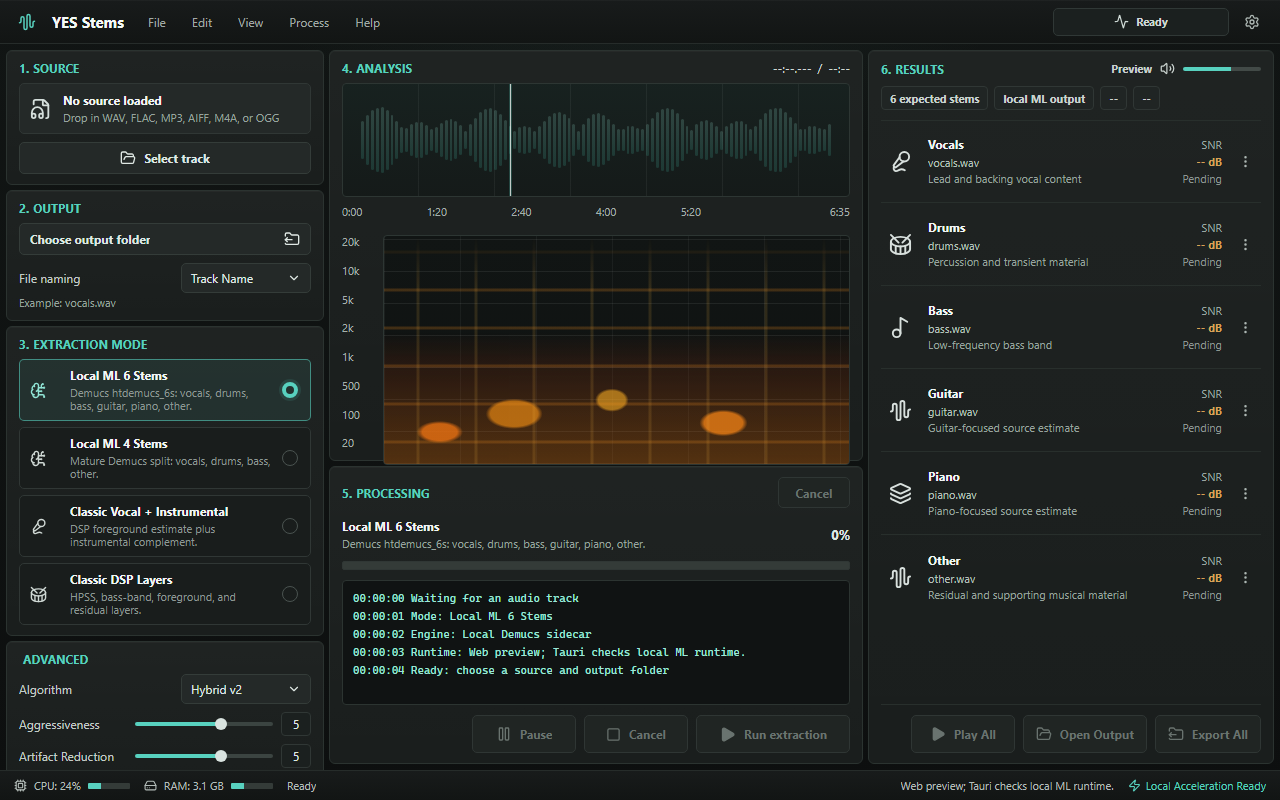 YES Stems
File
Edit
View
Process
Help
Ready
1. SOURCE
No source loaded
Drop in WAV, FLAC, MP3, AIFF, M4A, or OGG
Select track
2. OUTPUT
Choose output folder
File naming
Track Name
Example: vocals.wav
3. EXTRACTION MODE
Local ML 6 Stems
Demucs htdemucs_6s: vocals, drums,
bass, guitar, piano, other.
Local ML 4 Stems
Mature Demucs split: vocals, drums, bass,
other.
Classic Vocal + Instrumental
DSP foreground estimate plus
instrumental complement.
Classic DSP Layers
HPSS, bass-band, foreground, and
residual layers.
ADVANCED
Algorithm
Hybrid v2
Aggressiveness
5
Artifact Reduction
5
4. ANALYSIS
--:--.--- / --:--
0:00
1:20
2:40
4:00
5:20
6:35
20k
10k
5k
2k
1k
500
100
20
5. PROCESSING
Cancel
Local ML 6 Stems
Demucs htdemucs_6s: vocals, drums, bass, guitar, piano, other.
0%
00:00:00 Waiting for an audio track
00:00:01 Mode: Local ML 6 Stems
00:00:02 Engine: Local Demucs sidecar
00:00:03 Runtime: Web preview; Tauri checks local ML runtime.
00:00:04 Ready: choose a source and output folder
Pause
Cancel
Run extraction
6. RESULTS
Preview
6 expected stems
local ML output
--
--
Vocals
vocals.wav
Lead and backing vocal content
SNR
-- dB
Pending
Drums
drums.wav
Percussion and transient material
SNR
-- dB
Pending
Bass
bass.wav
Low-frequency bass band
SNR
-- dB
Pending
Guitar
guitar.wav
Guitar-focused source estimate
SNR
-- dB
Pending
Piano
piano.wav
Piano-focused source estimate
SNR
-- dB
Pending
Other
other.wav
Residual and supporting musical material
SNR
-- dB
Pending
Play All
Open Output
Export All
CPU: 24%
RAM: 3.1 GB
Ready
Web preview; Tauri checks local ML runtime.
Local Acceleration Ready